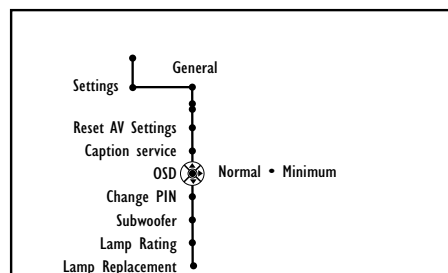 General
Settings
Reset AV Settings
Caption service
OSD Normal • Minimum
Change PIN
Subwoofer
Lamp Rating
Lamp Replacement